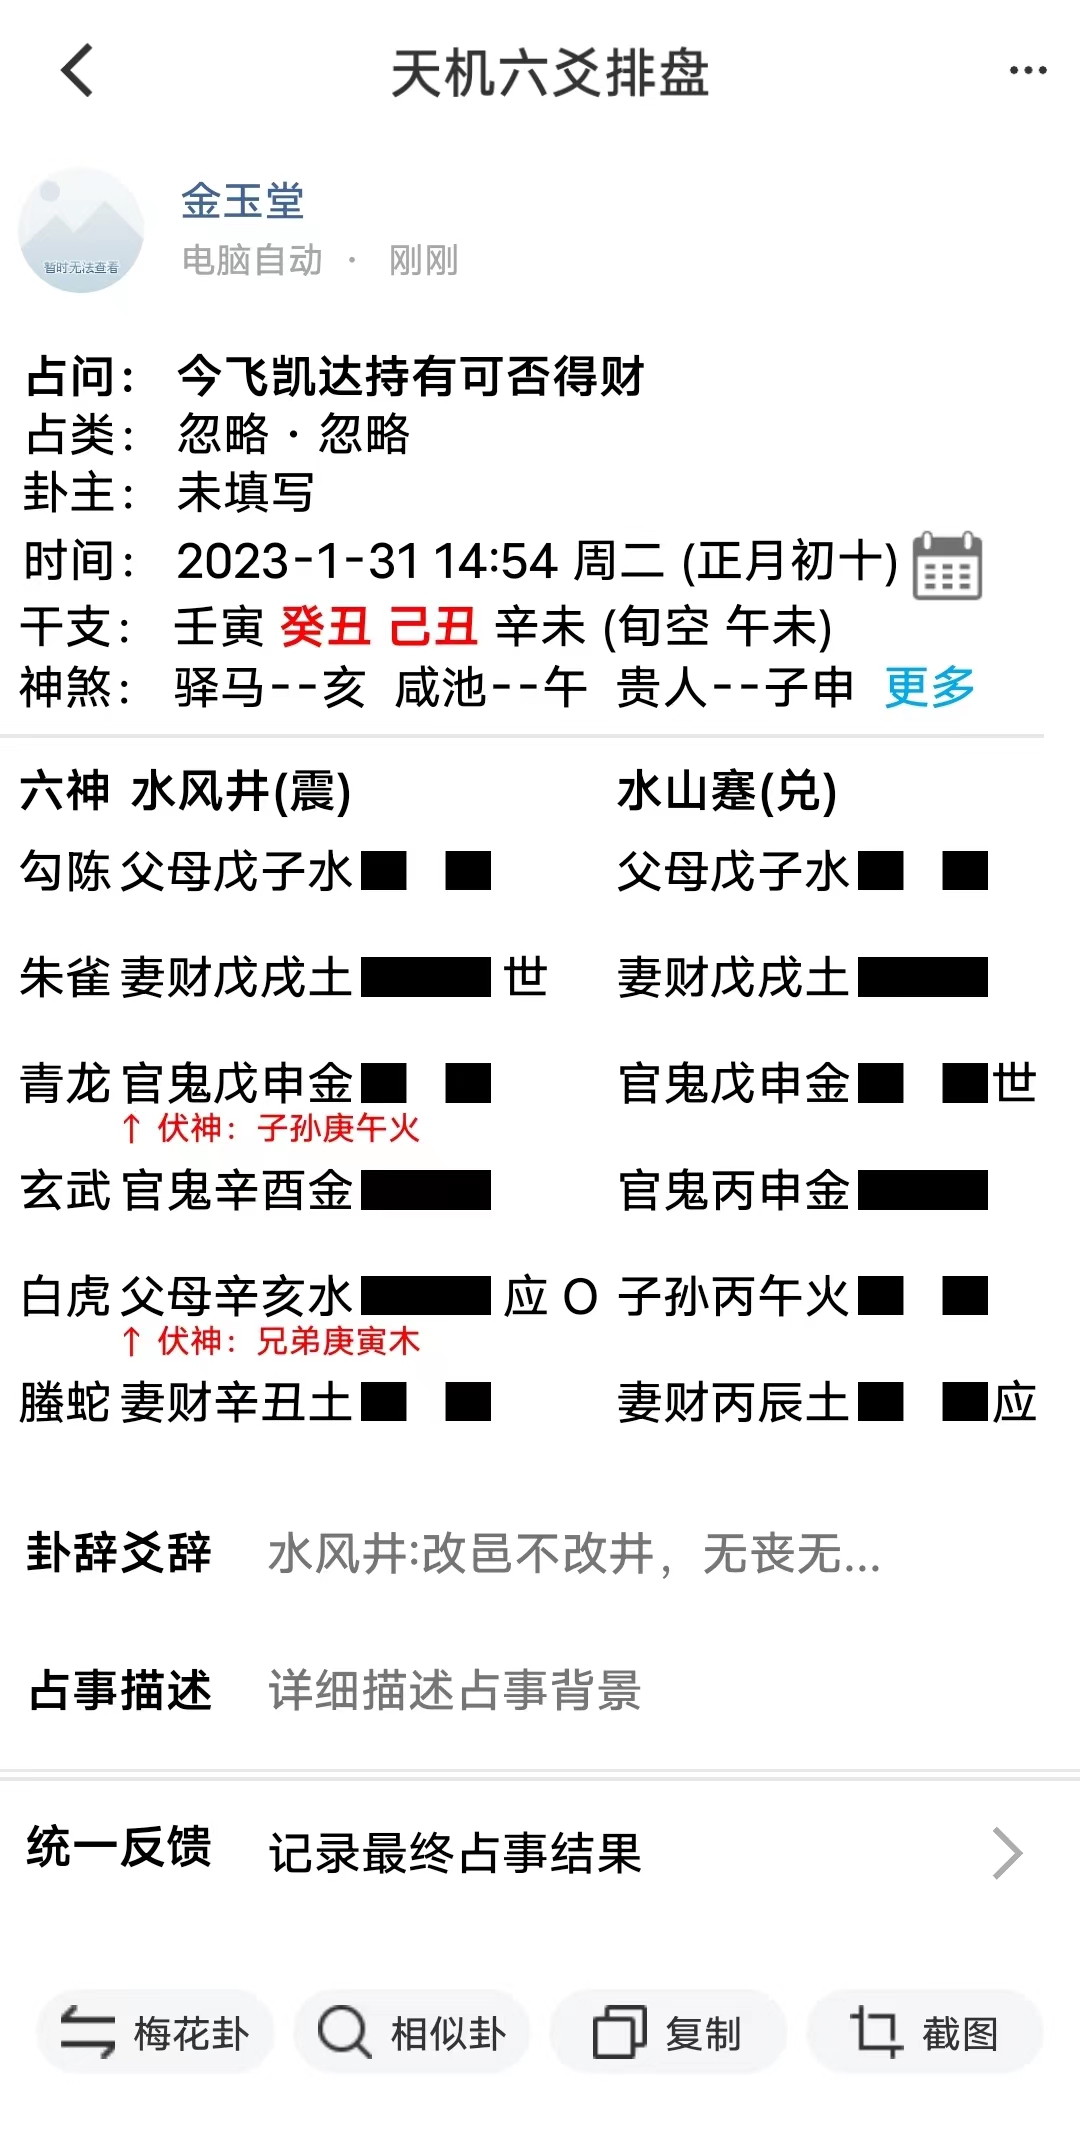 天机六爻排盘
金玉堂
暂时无法查看
电脑自动 · 刚刚
占问： 今飞凯达持有可否得财
占类： 忽略 · 忽略
卦主： 未填写
时间： 2023-1-31 14:54 周二 (正月初十)
干支： 壬寅 癸丑 己丑 辛未 (旬空 午未)
神煞： 驿马--亥 咸池--午 贵人--子申 更多
六神 水风井(震) 水山蹇(兑)
勾陈 父母戊子水 父母戊子水
朱雀 妻财戊戌土 世 妻财戊戌土
青龙 官鬼戊申金 官鬼戊申金 世
↑ 伏神：子孙庚午火
玄武 官鬼辛酉金 官鬼丙申金
白虎 父母辛亥水 应 O 子孙丙午火
↑ 伏神：兄弟庚寅木
螣蛇 妻财辛丑土 妻财丙辰土 应
卦辞爻辞 水风井:改邑不改井，无丧无...
占事描述 详细描述占事背景
统一反馈 记录最终占事结果
梅花卦 相似卦 复制 截图